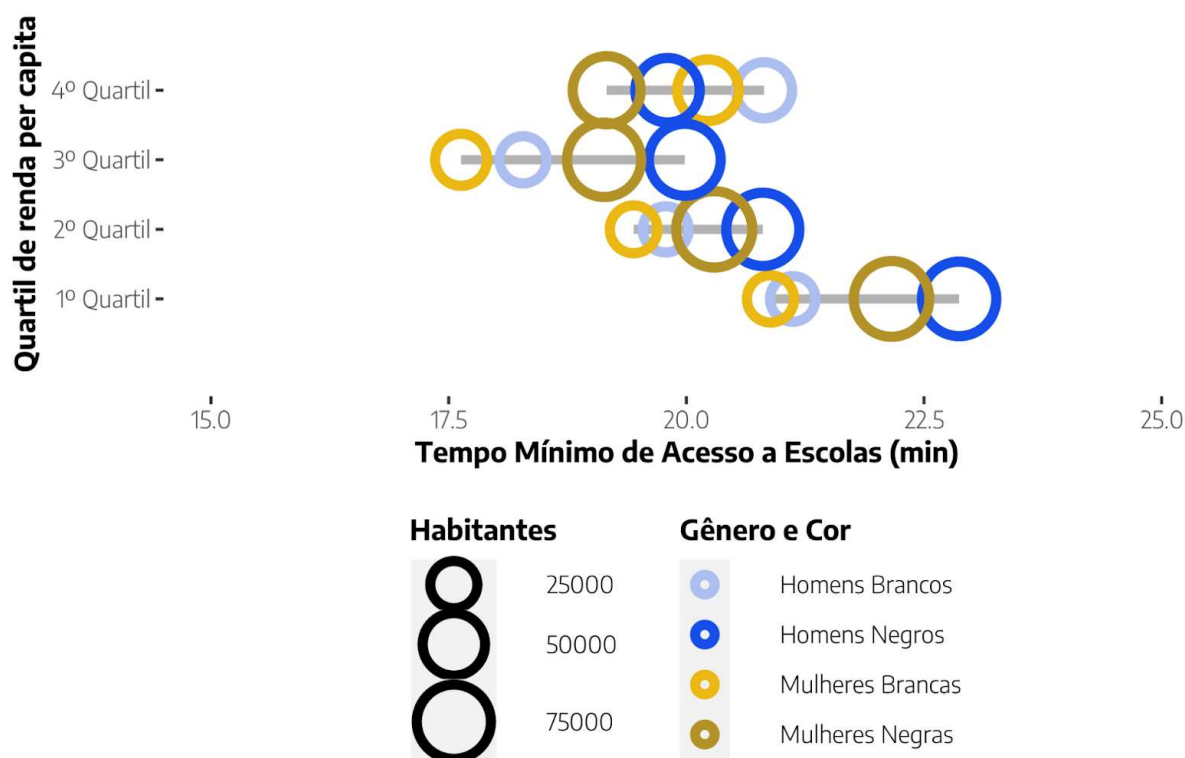 Quartil de renda per capita
4º Quartil
3º Quartil
2º Quartil
1º Quartil
15.0 17.5 20.0 22.5 25.0
Tempo Mínimo de Acesso a Escolas (min)
Habitantes
25000
50000
75000
Gênero e Cor
Homens Brancos
Homens Negros
Mulheres Brancas
Mulheres Negras